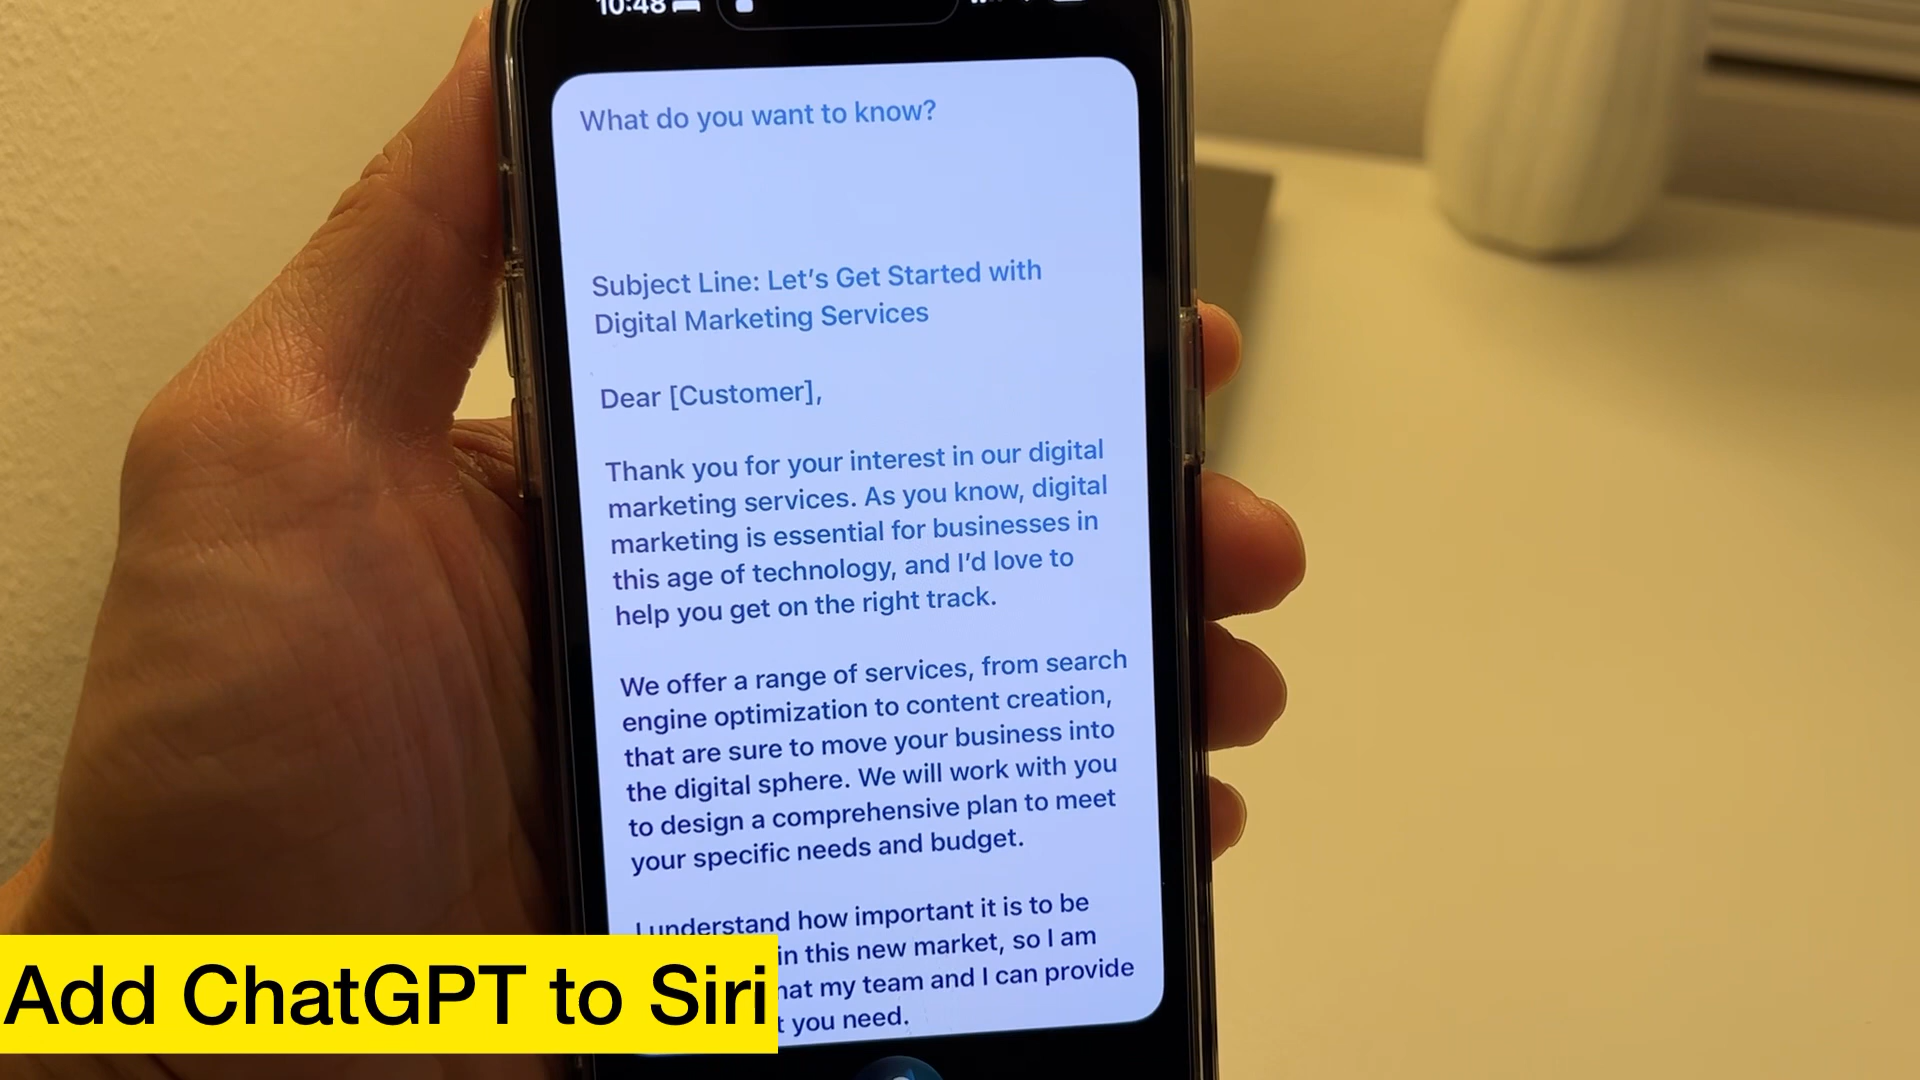 10:48
What do you want to know?
Subject Line: Let's Get Started with
Digital Marketing Services
Dear [Customer],
Thank you for your interest in our digital
marketing services. As you know, digital
marketing is essential for businesses in
this age of technology, and I'd love to
help you get on the right track.
We offer a range of services, from search
engine optimization to content creation,
that are sure to move your business into
the digital sphere. We will work with you
to design a comprehensive plan to meet
your specific needs and budget.
I understand how important it is to be
in this new market, so I am
my team and I can provide
you need.
Add ChatGPT to Siri